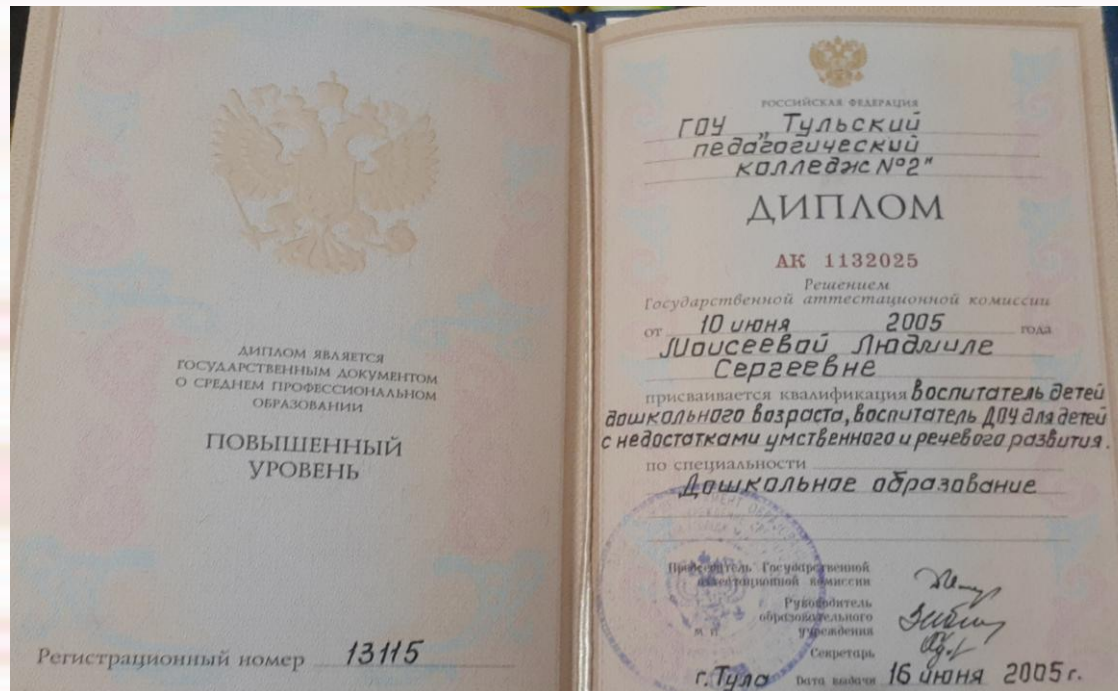 ДИПЛОМ ЯВЛЯЕТСЯ
ГОСУДАРСТВЕННЫМ ДОКУМЕНТОМ
О СРЕДНЕМ ПРОФЕССИОНАЛЬНОМ
ОБРАЗОВАНИИ
ПОВЫШЕННЫЙ
УРОВЕНЬ
Регистрационный номер 13115
РОССИЙСКАЯ ФЕДЕРАЦИЯ
ГОУ „Тульский
педагогический
колледж №2"
ДИПЛОМ
АК 1132025
Решением
Государственной аттестационной комиссии
от 10 июня 2005 года
Моисеевой Людмиле
Сергеевне
присваивается квалификация воспитатель детей
дошкольного возраста, воспитатель ДОУ для детей
с недостатками умственного и речевого развития.
по специальности
Дошкольное образование
Председатель Государственной
аттестационной комиссии
Руководитель
образовательного
учреждения
М. П.
Секретарь
г. Тула Дата выдачи 16 июня 2005 г.